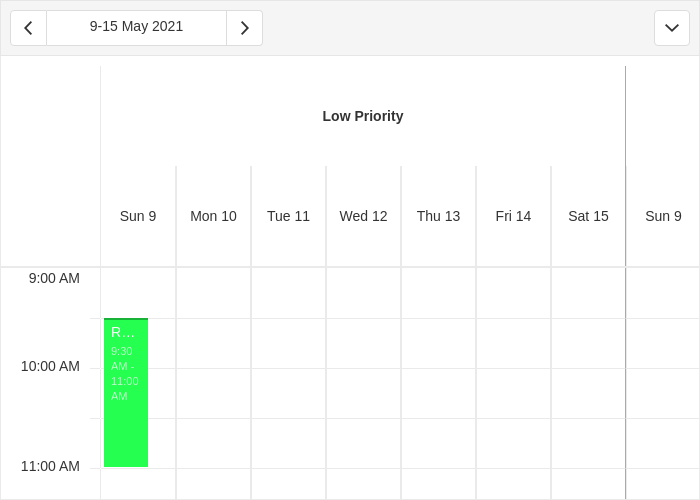 9-15 May 2021
Low Priority
Sun 9 Mon 10 Tue 11 Wed 12 Thu 13 Fri 14 Sat 15 Sun 9
9:00 AM
R...
9:30
AM -
10:00 AM
11:00
AM
11:00 AM